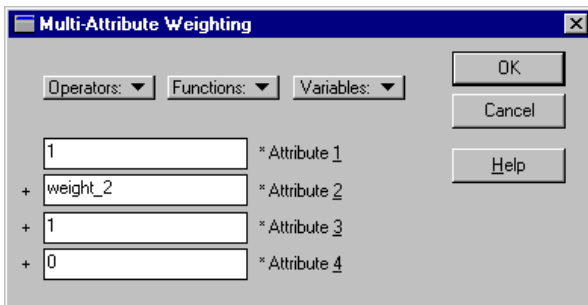 Multi-Attribute Weighting
Operators: Functions: Variables:
OK
Cancel
Help
1 * Attribute 1
+ weight_2 * Attribute 2
+ 1 * Attribute 3
+ 0 * Attribute 4